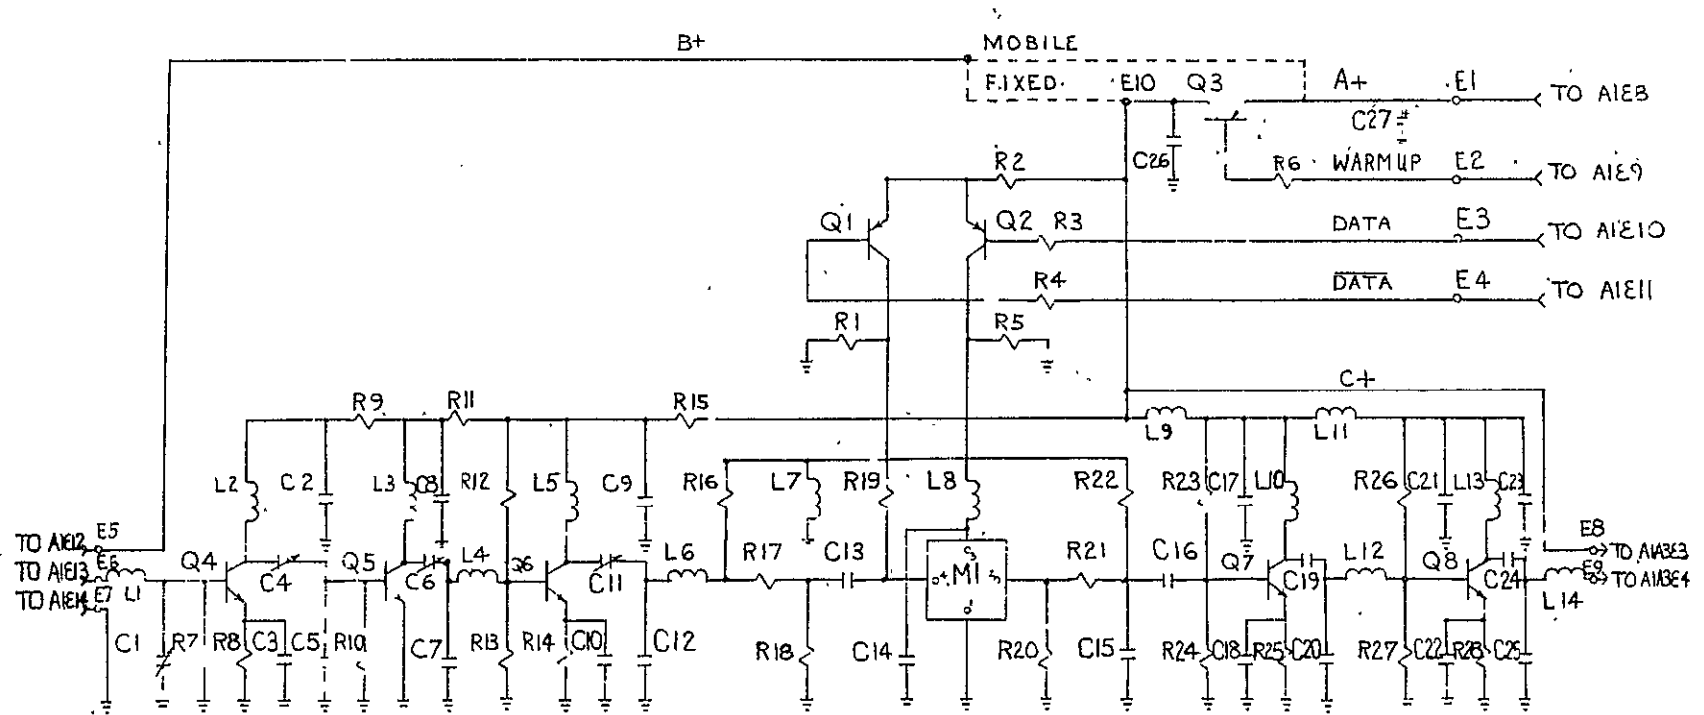 B+
MOBILE
FIXED. E10 Q3 A+ E1 TO A1E8
C27
C26
R2 R6 WARMUP E2 TO A1E9
Q1 Q2 R3 DATA E3 TO A1E10
R4 DATA E4 TO A1E11
R1 R5
C+
R9 R11 R15
L9 L11
L2 C2 L3 C8 R12 L5 C9 R16 L7 R19 L8 R22 R23 C17 L10 R26 C21 L13 C23
TO A1E12 E5 E8
TO A1E13 E6 Q4 C4 Q5 C6 L4 Q6 C11 L6 R17 C13 M1 R21 C16 Q7 C19 L12 Q8 C24 TO A1A3E3
TO A1E14 E7 L1 E9 TO A1A3E4
L14
C1 R7 R8 C3 C5 R10 C7 R13 R14 C10 C12 R18 C14 R20 C15 R24 C18 R25 C20 R27 C22 R28 C25